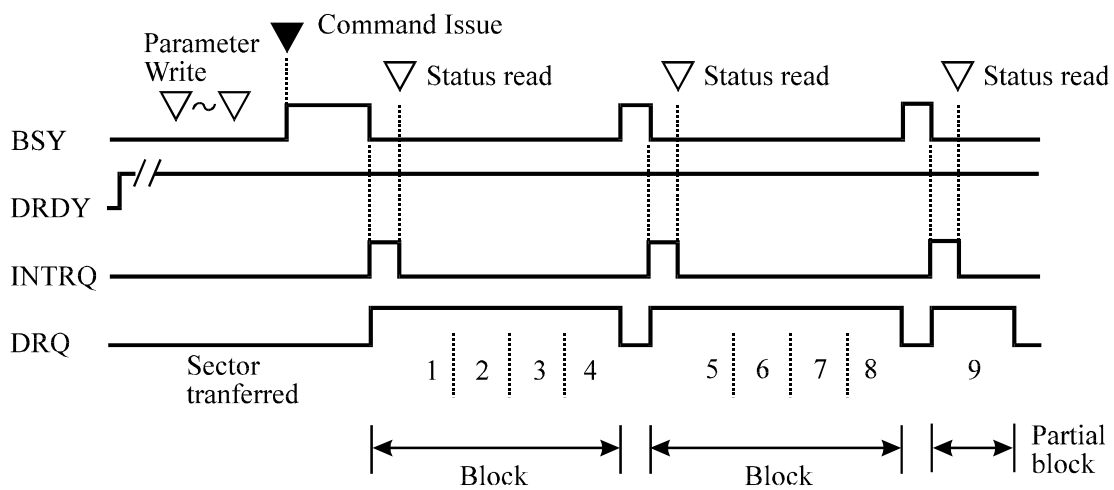 Command Issue
Parameter
Write
Status read
Status read
Status read
BSY
DRDY
INTRQ
DRQ
Sector
tranferred
1 2 3 4 5 6 7 8 9
Block
Block
Partial
block